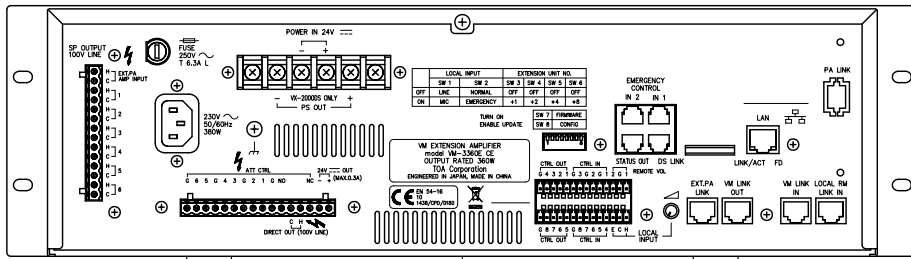 SP OUTPUT
100V LINE
H
C
EXT.PA
AMP INPUT
H
C
1
H
C
2
H
C
3
H
C
4
H
C
5
H
C
6
FUSE
250V
T 6.3A L
230V
50/60Hz
380W
POWER IN 24V
− +
− VX-2000DS ONLY +
PS OUT
LOCAL INPUT EXTENSION UNIT NO.
SW 1 SW 2 SW 3 SW 4 SW 5 SW 6
OFF LINE NORMAL OFF OFF OFF OFF
ON MIC EMERGENCY +1 +2 +4 +8
TURN ON SW 7 FIRMWARE
ENABLE UPDATE SW 8 CONFIG
EMERGENCY
CONTROL
IN 2 IN 1
STATUS OUT DS LINK
PA LINK
LAN
LINK/ACT FD
ATT CTRL
G 6 5 G 4 3 G 2 1 G NO NC
24V OUT
− + (MAX.0.3A)
C H
DIRECT OUT (100V LINE)
VM EXTENSION AMPLIFIER
model VM-3360E CE
OUTPUT RATED 360W
TOA Corporation
ENGINEERED IN JAPAN, MADE IN CHINA
CE
EN 54-16
10
1438/CPD/0180
CTRL OUT CTRL IN
G 4 3 2 1 G 3 G 2 G 1 2 G 1
REMOTE VOL
G 8 7 6 5 G 8 7 6 5 4 E C H
CTRL OUT CTRL IN
LOCAL
INPUT
EXT.PA
LINK
VM LINK
OUT
VM LINK
IN
LOCAL RM
LINK IN